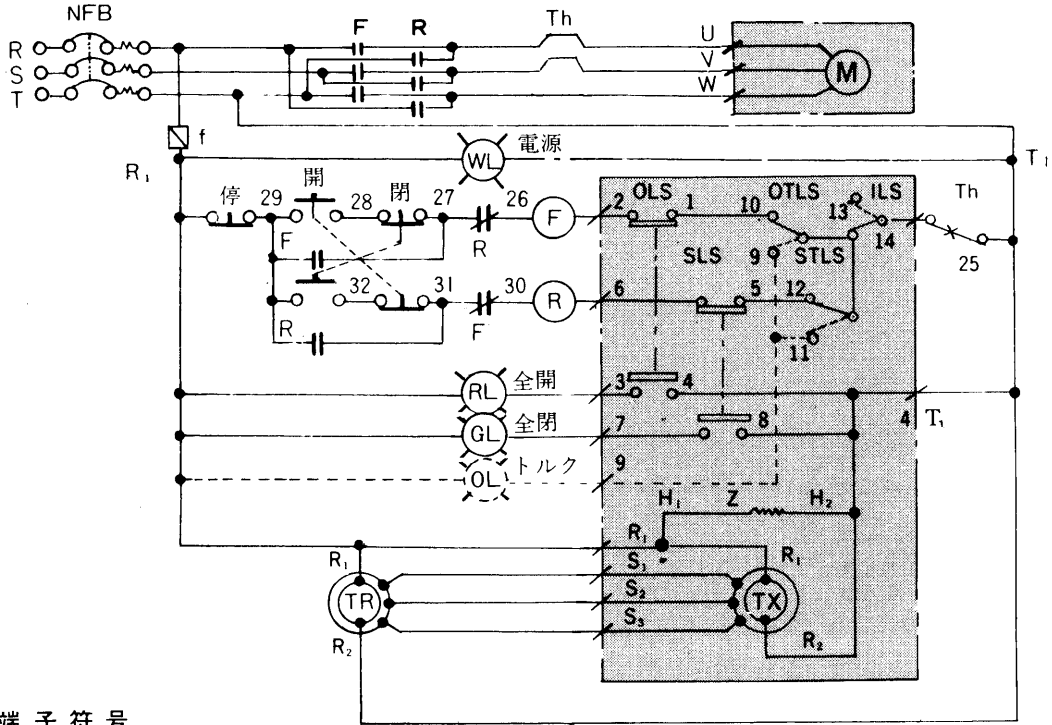 NFB
F R Th
R U
S V
T W
M
f
電源
R₁ WL T₁
停 29 開 28 閉 27 26 F 2 OLS 1 10 OTLS 13 ILS Th
F R 9 14
SLS STLS 25
32 31 30 R 6 5 12
R F 11
RL 全開 3 4 4 T₁
GL 全閉 7 8
OL トルク 9
H₁ Z H₂
R₁ R₁
R₁ S₁
TR S₂ TX
R₂ S₃ R₂
端子符号